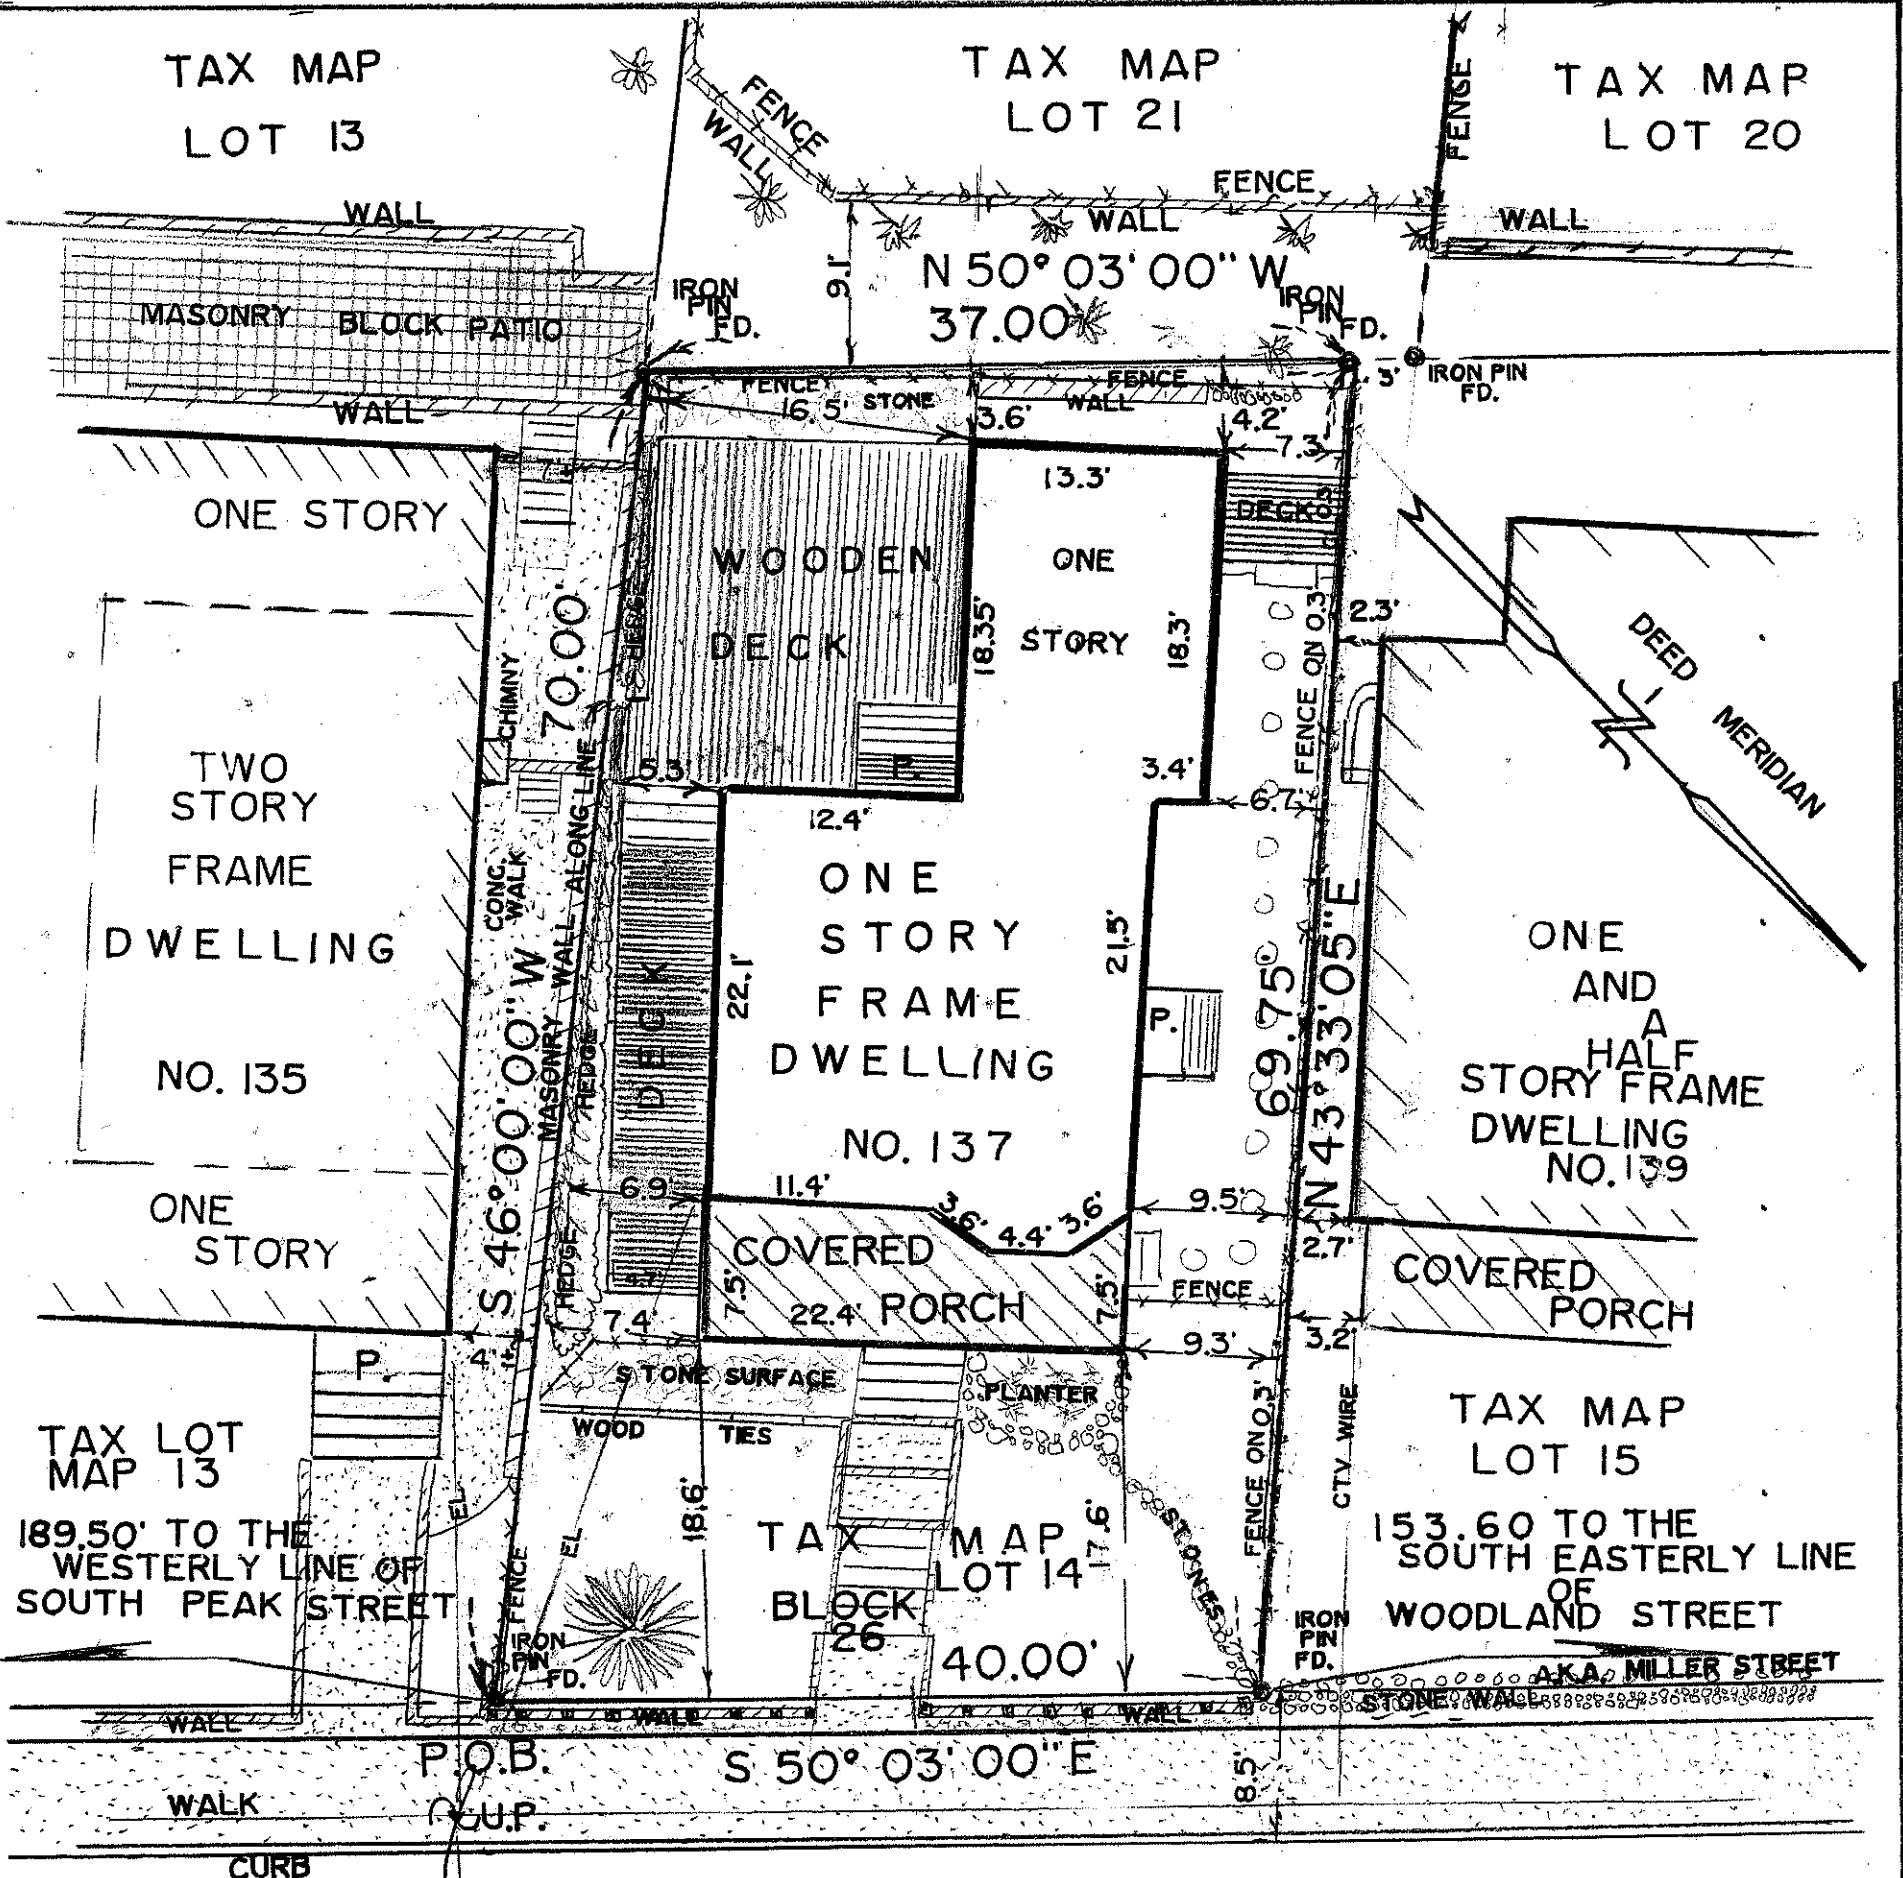 TAX MAP
LOT 13
TAX MAP
LOT 21
TAX MAP
LOT 20
FENCE
WALL
FENCE
WALL
FENCE
WALL
WALL
MASONRY BLOCK PATIO
WALL
9.1'
N 50° 03' 00" W
37.00
IRON
PIN
FD.
IRON
PIN
FD.
.3'
IRON PIN
FD.
FENCE
16.5'
STONE
FENCE
WALL
3.6'
4.2'
7.3
13.3'
DECK
ONE STORY
WOODEN
DECK
ONE
STORY
18.35'
18.3'
FENCE ON 0.3'
2.3'
DEED
MERIDIAN
HEDGE
CHIMNY
70.00'
TWO
STORY
FRAME
DWELLING
NO. 135
CONC.
WALK
MASONRY WALL ALONG LINE
HEDGE
S 46° 00' 00" W
5.3
P.
3.4'
6.7'
12.4'
ONE
STORY
FRAME
DWELLING
NO. 137
22.1'
21.5'
DECK
P.
69.75'
N 43° 33' 05" E
ONE
AND
A
HALF
STORY FRAME
DWELLING
NO. 139
ONE
STORY
6.9
11.4'
3.6'
4.4'
3.6'
9.5'
2.7'
HEDGE
4.7'
7.5'
COVERED
PORCH
22.4'
7.5'
FENCE
COVERED
PORCH
7.4
9.3'
3.2'
P.
STONE SURFACE
PLANTER
WOOD TIES
TAX LOT
MAP 13
TAX MAP
LOT 15
FENCE ON 0.3'
CTV WIRE
EL
EL
18.6'
17.6'
STONES
189.50' TO THE
WESTERLY LINE OF
SOUTH PEAK STREET
TAX MAP
LOT 14
BLOCK
26
153.60 TO THE
SOUTH EASTERLY LINE
OF
WOODLAND STREET
FENCE
IRON
PIN
FD.
40.00'
IRON
PIN
FD.
A.K.A. MILLER STREET
STONE WALL
WALL
WALL
WALL
P.O.B.
S 50° 03' 00" E
8.5'
WALK
U.P.
CURB